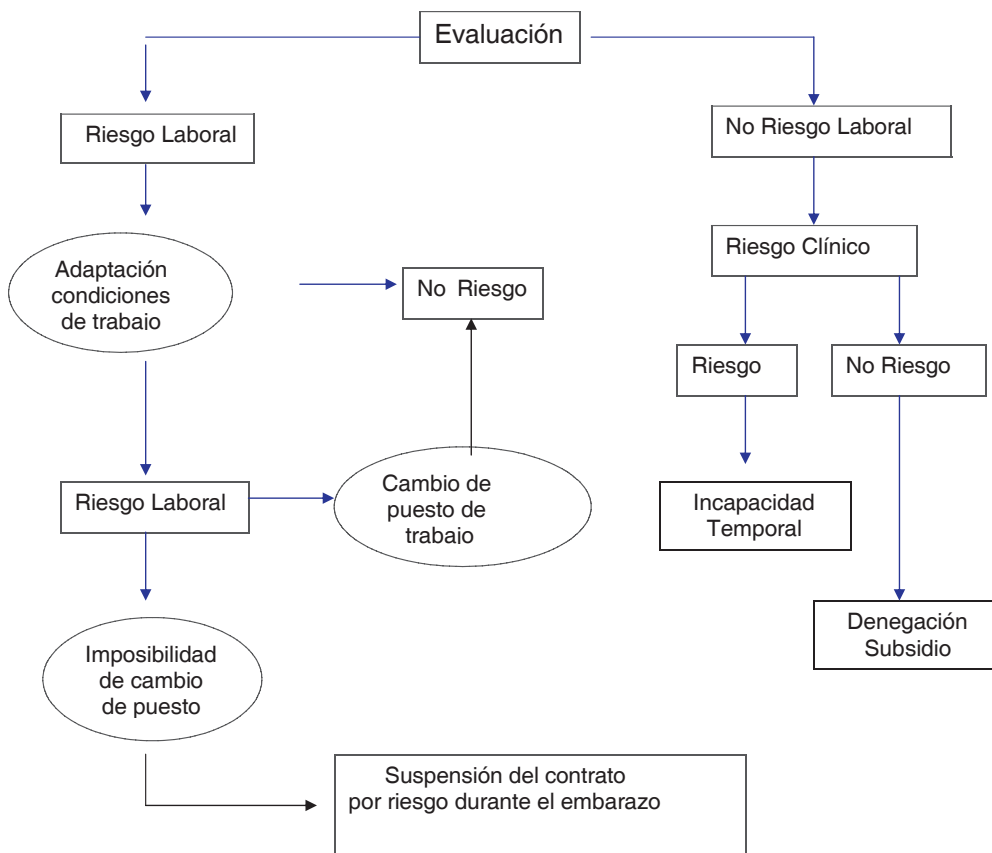 Evaluación
Riesgo Laboral
No Riesgo Laboral
Riesgo Clínico
Adaptación
condiciones
de trabajo
No Riesgo
Riesgo
No Riesgo
Riesgo Laboral
Cambio de
puesto de
trabajo
Incapacidad
Temporal
Denegación
Subsidio
Imposibilidad
de cambio
de puesto
Suspensión del contrato
por riesgo durante el embarazo